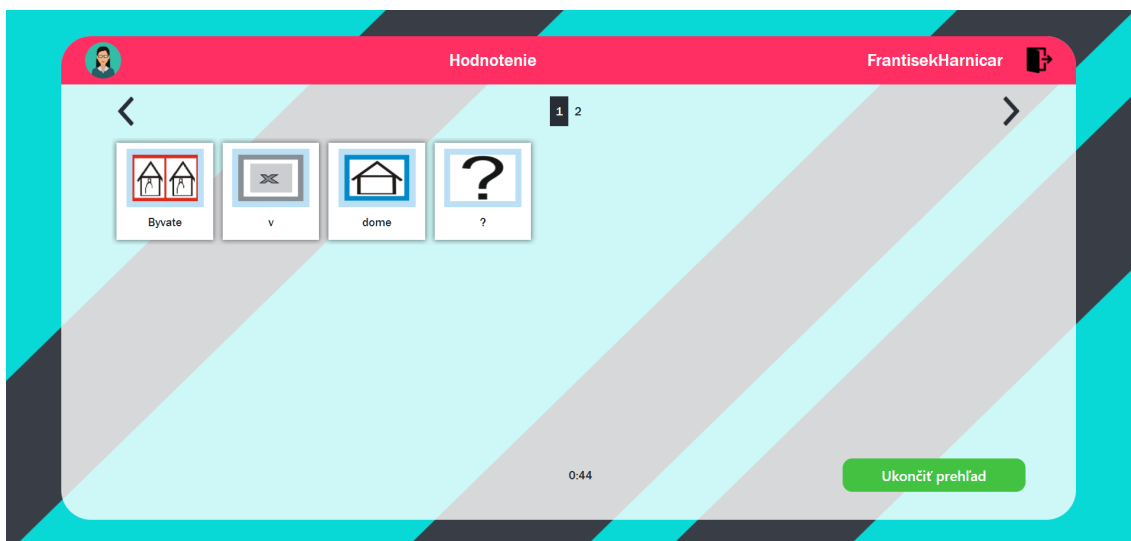 Hodnotenie
FrantisekHarnicar
1 2
?
Byvate
v
dome
?
0:44
Ukončiť prehľad